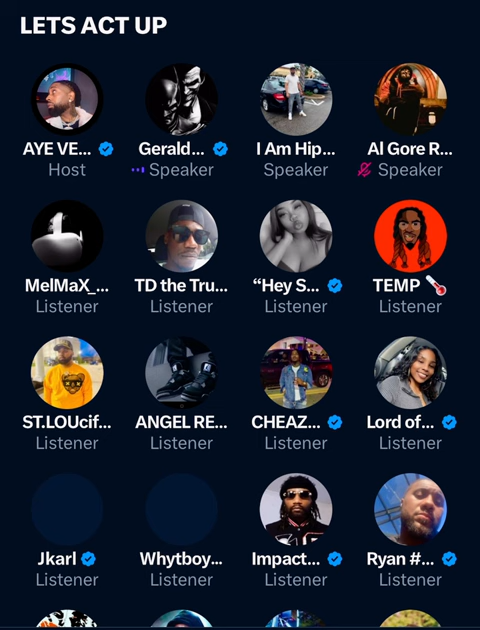 LETS ACT UP
AYE VE... Gerald... I Am Hip... Al Gore R...
Host Speaker Speaker Speaker
MelMaX_... TD the Tru... “Hey S... TEMP 🌡️
Listener Listener Listener Listener
ST.LOUcif... ANGEL RE... CHEAZ... Lord of...
Listener Listener Listener Listener
Jkarl Whytboy... Impact... Ryan #...
Listener Listener Listener Listener